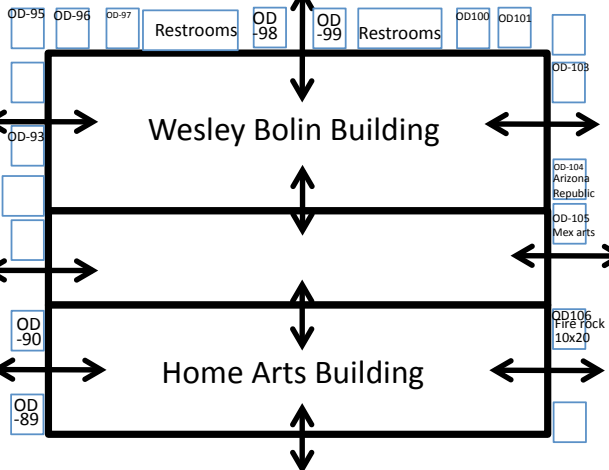 OD-95
OD-96
OD-97
Restrooms
OD
-98
OD
-99
Restrooms
OD100
OD101
OD-103
Wesley Bolin Building
OD-93
OD-104
Arizona
Republic
OD-105
Mex arts
OD
-90
OD106
Fire rock
10x20
Home Arts Building
OD
-89